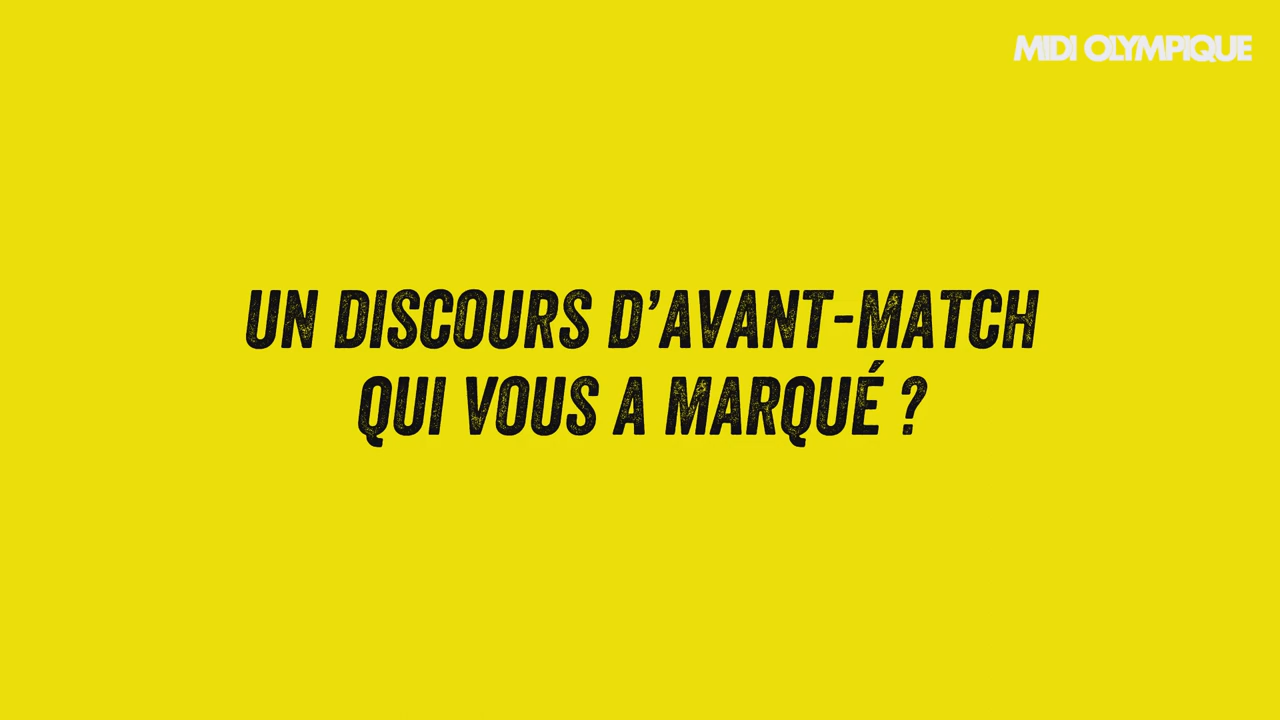 MIDI OLYMPIQUE
UN DISCOURS D’AVANT-MATCH
QUI VOUS A MARQUÉ ?